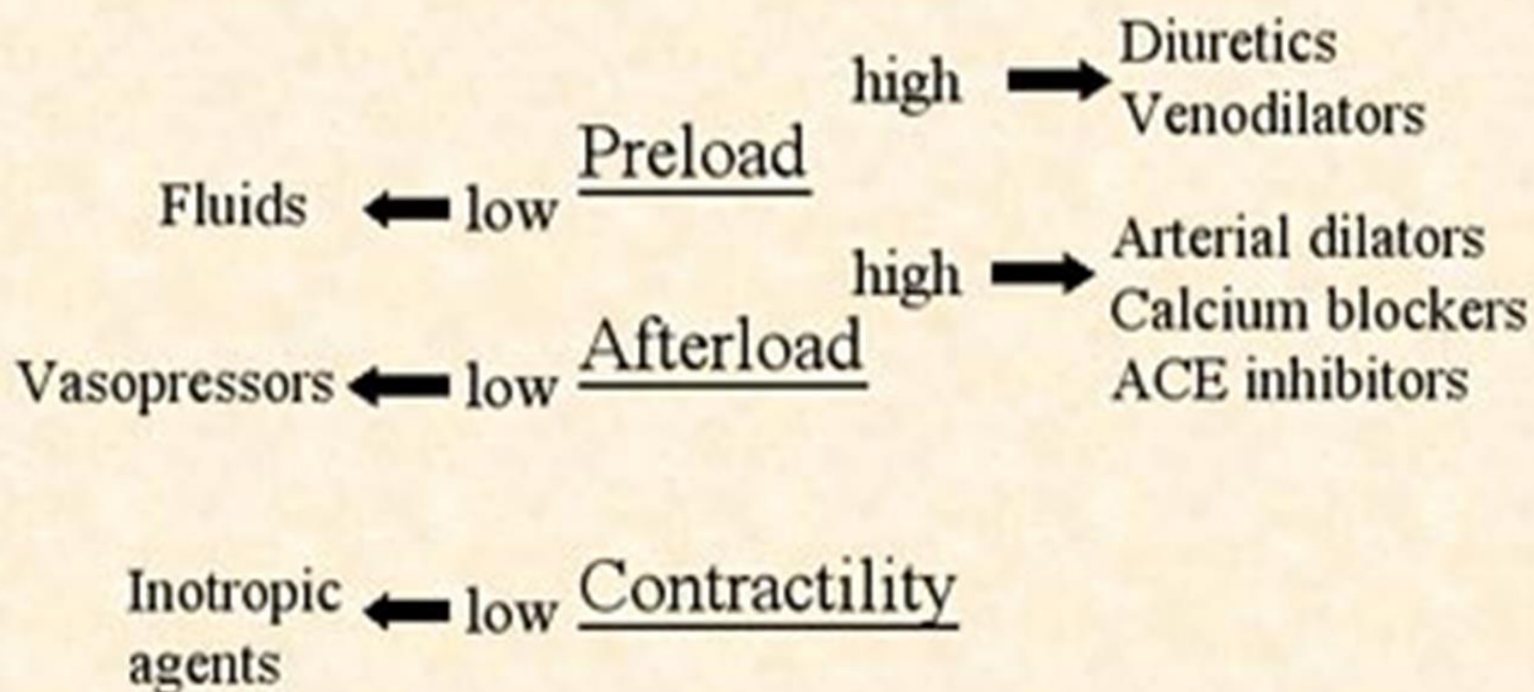 high Diuretics
Venodilators
Preload
Fluids low
high Arterial dilators
Calcium blockers
ACE inhibitors
Afterload
Vasopressors low
Inotropic
agents
low Contractility